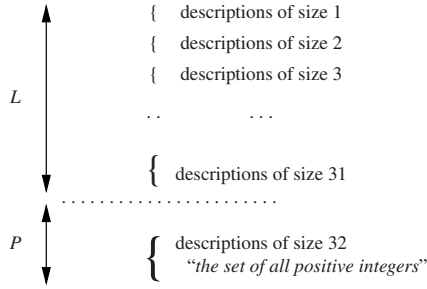 { descriptions of size 1
{ descriptions of size 2
{ descriptions of size 3
L
. . . . .
{ descriptions of size 31
. . . . . . . . . . . . . . . . . . . . . . .
P
{ descriptions of size 32
“the set of all positive integers”